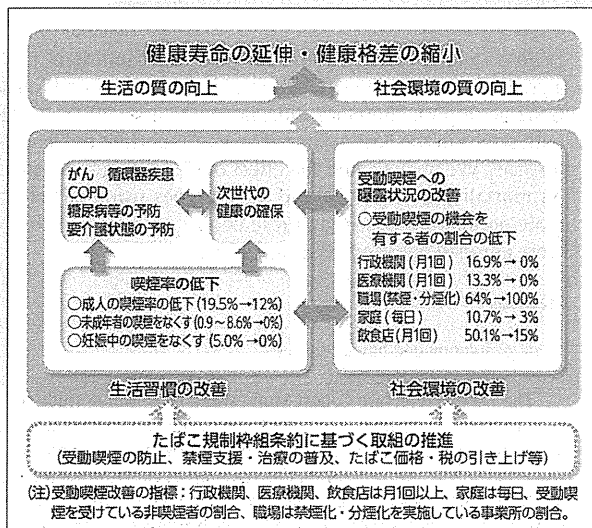 健康寿命の延伸・健康格差の縮小
生活の質の向上
社会環境の質の向上
がん 循環器疾患
COPD
糖尿病等の予防
要介護状態の予防
次世代の
健康の確保
喫煙率の低下
○成人の喫煙率の低下(19.5%→12%)
○未成年者の喫煙をなくす(0.9～8.6%→0%)
○妊娠中の喫煙をなくす(5.0%→0%)
生活習慣の改善
受動喫煙への
曝露状況の改善
○受動喫煙の機会を
有する者の割合の低下
行政機関(月1回) 16.9%→0%
医療機関(月1回) 13.3%→0%
職場(禁煙・分煙化) 64%→100%
家庭(毎日) 10.7%→3%
飲食店(月1回) 50.1%→15%
社会環境の改善
たばこ規制枠組条約に基づく取組の推進
(受動喫煙の防止、禁煙支援・治療の普及、たばこ価格・税の引き上げ等)
(注)受動喫煙改善の指標：行政機関、医療機関、飲食店は月1回以上、家庭は毎日、受動喫
煙を受けている非喫煙者の割合、職場は禁煙化・分煙化を実施している事業所の割合。